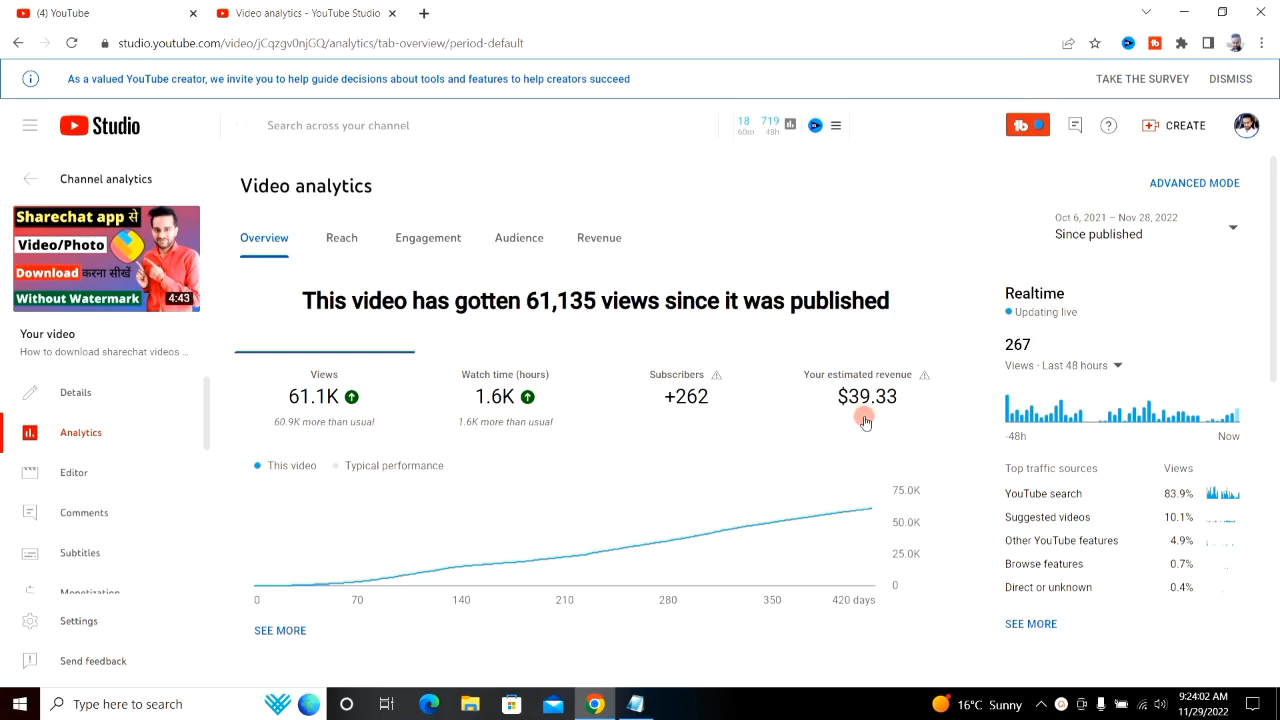 (4) YouTube
Video analytics - YouTube Studio
studio.youtube.com/video/jCqzgv0njGQ/analytics/tab-overview/period-default
As a valued YouTube creator, we invite you to help guide decisions about tools and features to help creators succeed
TAKE THE SURVEY
DISMISS
Studio
Search across your channel
18
60m
719
48h
tb
CREATE
Channel analytics
Sharechat app से
Video/Photo
Download करना सीखें
Without Watermark
4:43
Your video
How to download sharechat videos ...
Details
Analytics
Editor
Comments
Subtitles
Monetization
Settings
Send feedback
Video analytics
ADVANCED MODE
Oct 6, 2021 – Nov 28, 2022
Since published
Overview
Reach
Engagement
Audience
Revenue
This video has gotten 61,135 views since it was published
Views
61.1K
60.9K more than usual
Watch time (hours)
1.6K
1.6K more than usual
Subscribers
+262
Your estimated revenue
$39.33
This video
Typical performance
75.0K
50.0K
25.0K
0
0 70 140 210 280 350 420 days
SEE MORE
Realtime
Updating live
267
Views · Last 48 hours
-48h
Now
Top traffic sources Views
YouTube search 83.9%
Suggested videos 10.1%
Other YouTube features 4.9%
Browse features 0.7%
Direct or unknown 0.4%
SEE MORE
Type here to search
16°C Sunny
9:24:02 AM
11/29/2022